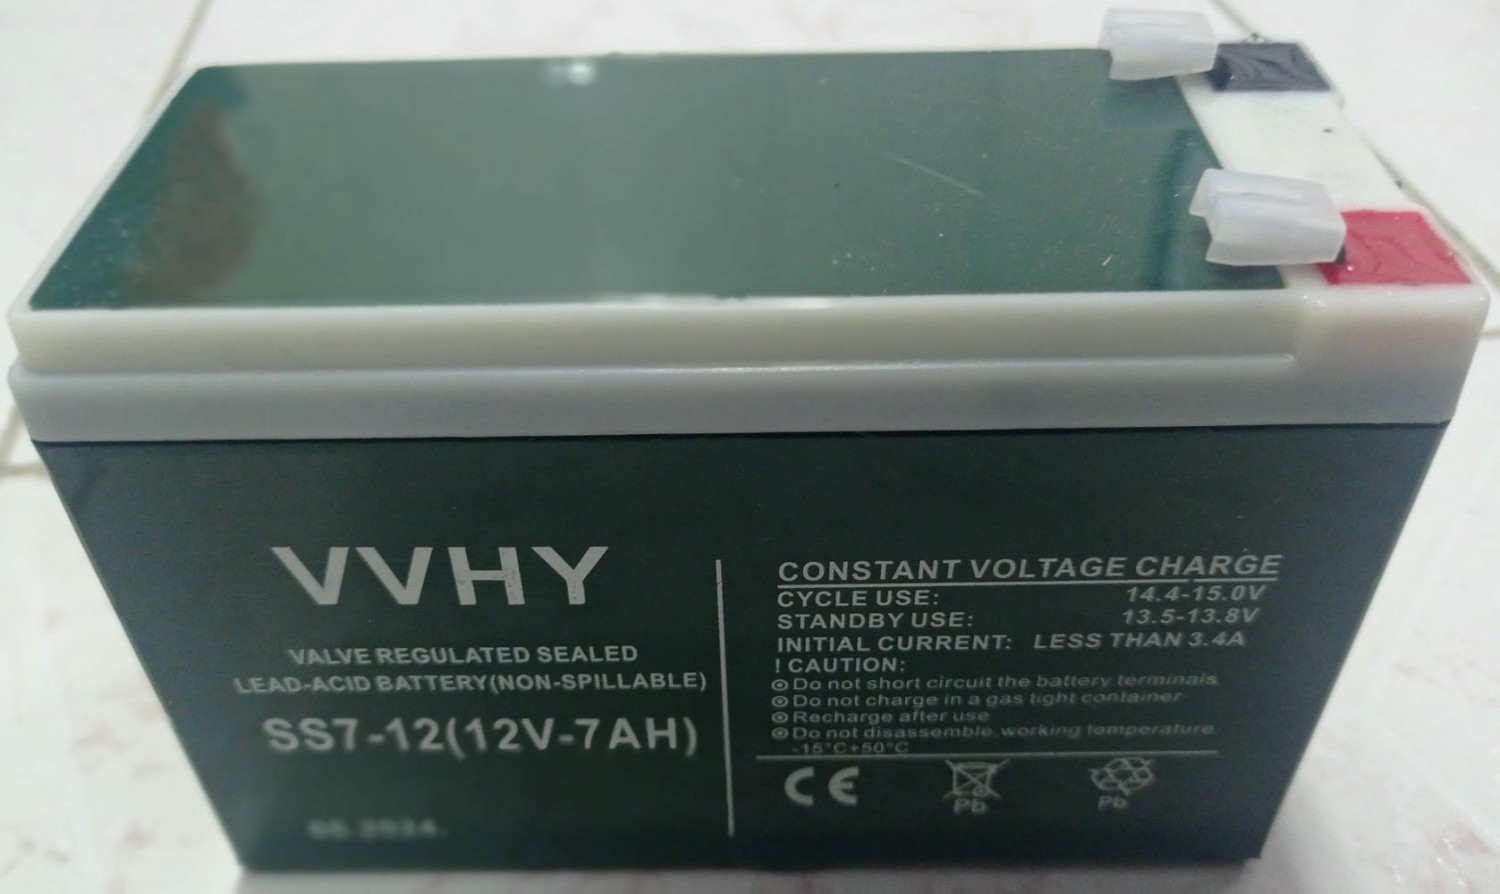 VVHY
VALVE REGULATED SEALED
LEAD-ACID BATTERY(NON-SPILLABLE)
SS7-12(12V-7AH)
CONSTANT VOLTAGE CHARGE
CYCLE USE: 14.4-15.0V
STANDBY USE: 13.5-13.8V
INITIAL CURRENT: LESS THAN 3.4A
! CAUTION:
Do not short circuit the battery terminals
Do not charge in a gas tight container
Recharge after use
Do not disassemble, working temperature
-15°C+50°C
CE
Pb
Pb